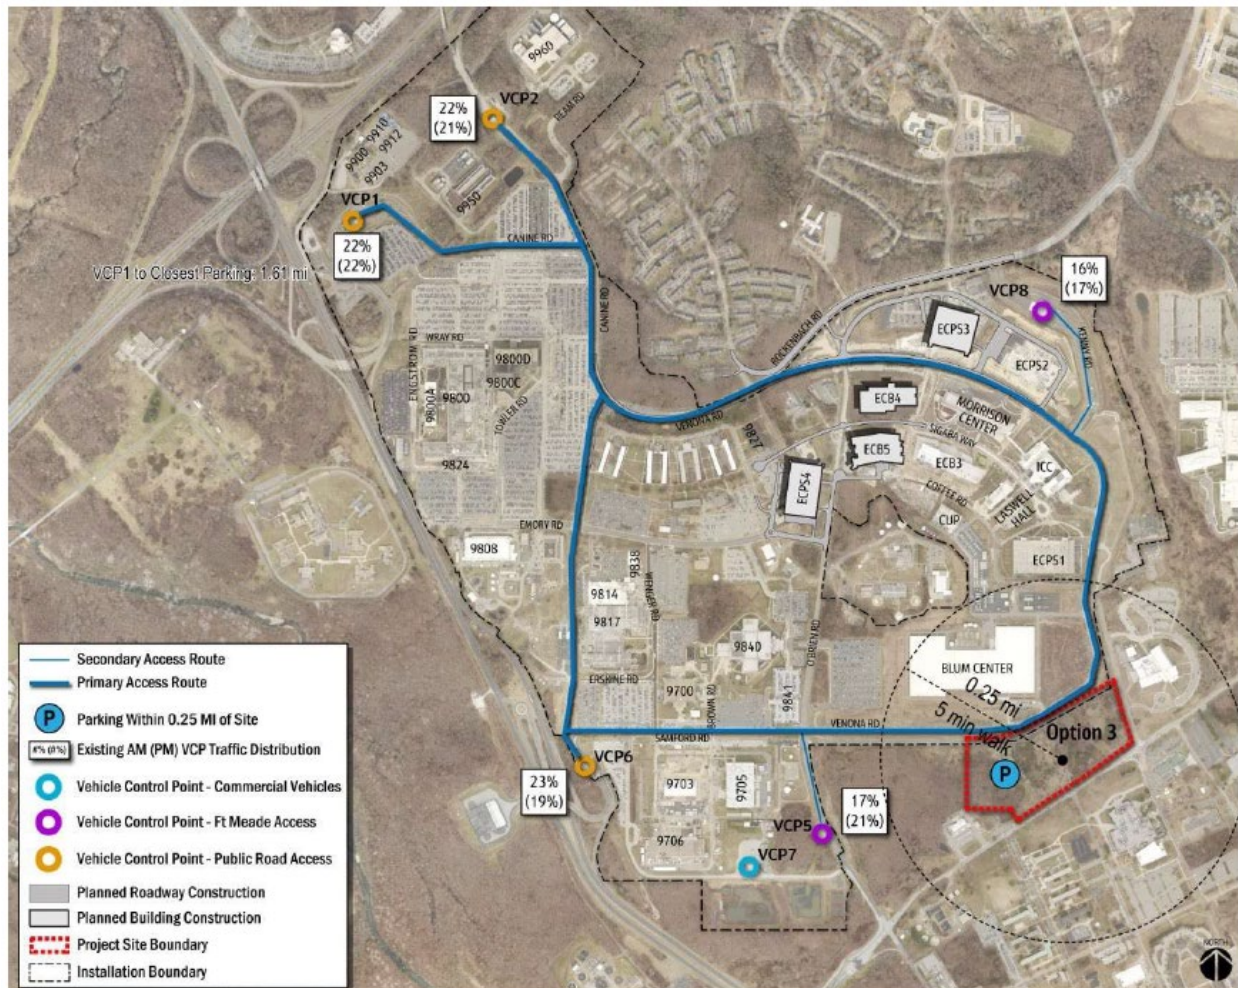 9960
VCP2
22%
(21%)
REAM RD
9910
9900
9912
9903
9950
VCP1
22%
(22%)
CANINE RD
VCP1 to Closest Parking: 1.61 mi
16%
(17%)
VCP8
KENNY RD
ROCKENBACH RD
CANINE RD
ECPS3
ECPS2
WRAY RD
ENGSTROM RD
9800D
9800C
9800A
9800
TOWLER RD
9824
ECB4
MORRISON
CENTER
VENONA RD
9827
SIGABA WAY
ECB5
ECB3
ICC
ECPS4
COFFEE RD
LASWELL
HALL
CUP
EMORY RD
9808
9838
ECPS1
9814
9817
9840
O'BRIEN RD
BLUM CENTER
0.25 mi
5 min walk
ERSKINE RD
9700
BROWN RD
9841
VENONA RD
SAMFORD RD
Option 3
P
VCP6
23%
(19%)
9703
9705
17%
(21%)
VCP5
9706
VCP7
Secondary Access Route
Primary Access Route
P Parking Within 0.25 MI of Site
#% (#%) Existing AM (PM) VCP Traffic Distribution
Vehicle Control Point - Commercial Vehicles
Vehicle Control Point - Ft Meade Access
Vehicle Control Point - Public Road Access
Planned Roadway Construction
Planned Building Construction
Project Site Boundary
Installation Boundary
NORTH